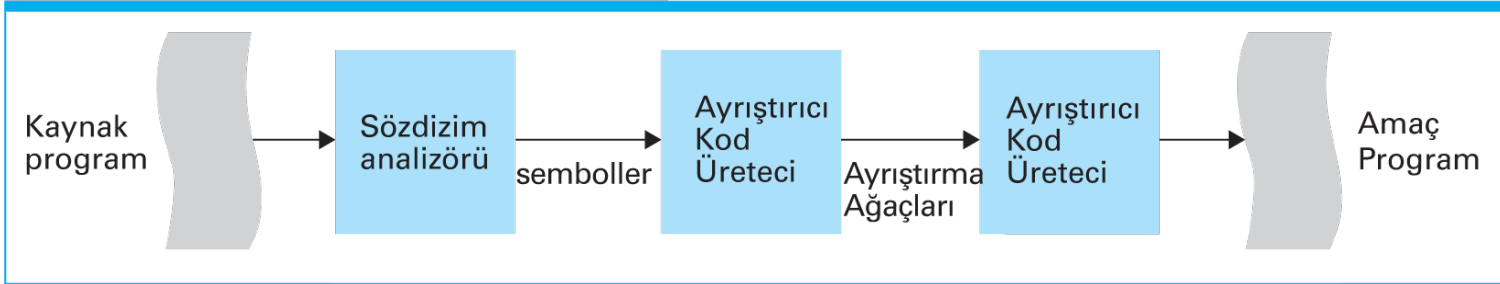 Kaynak
program
Sözdizim
analizörü
semboller
Ayrıştırıcı
Kod
Üreteci
Ayrıştırma
Ağaçları
Ayrıştırıcı
Kod
Üreteci
Amaç
Program